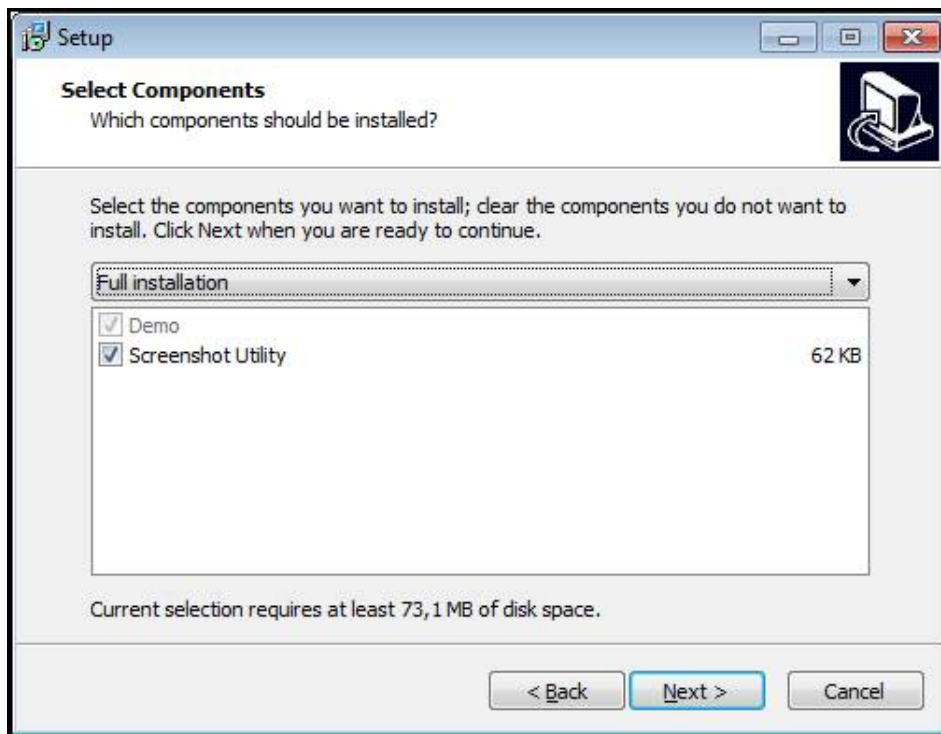 Setup
Select Components
Which components should be installed?
Select the components you want to install; clear the components you do not want to
install. Click Next when you are ready to continue.
Full installation
Demo
Screenshot Utility 62 KB
Current selection requires at least 73,1 MB of disk space.
< Back Next > Cancel